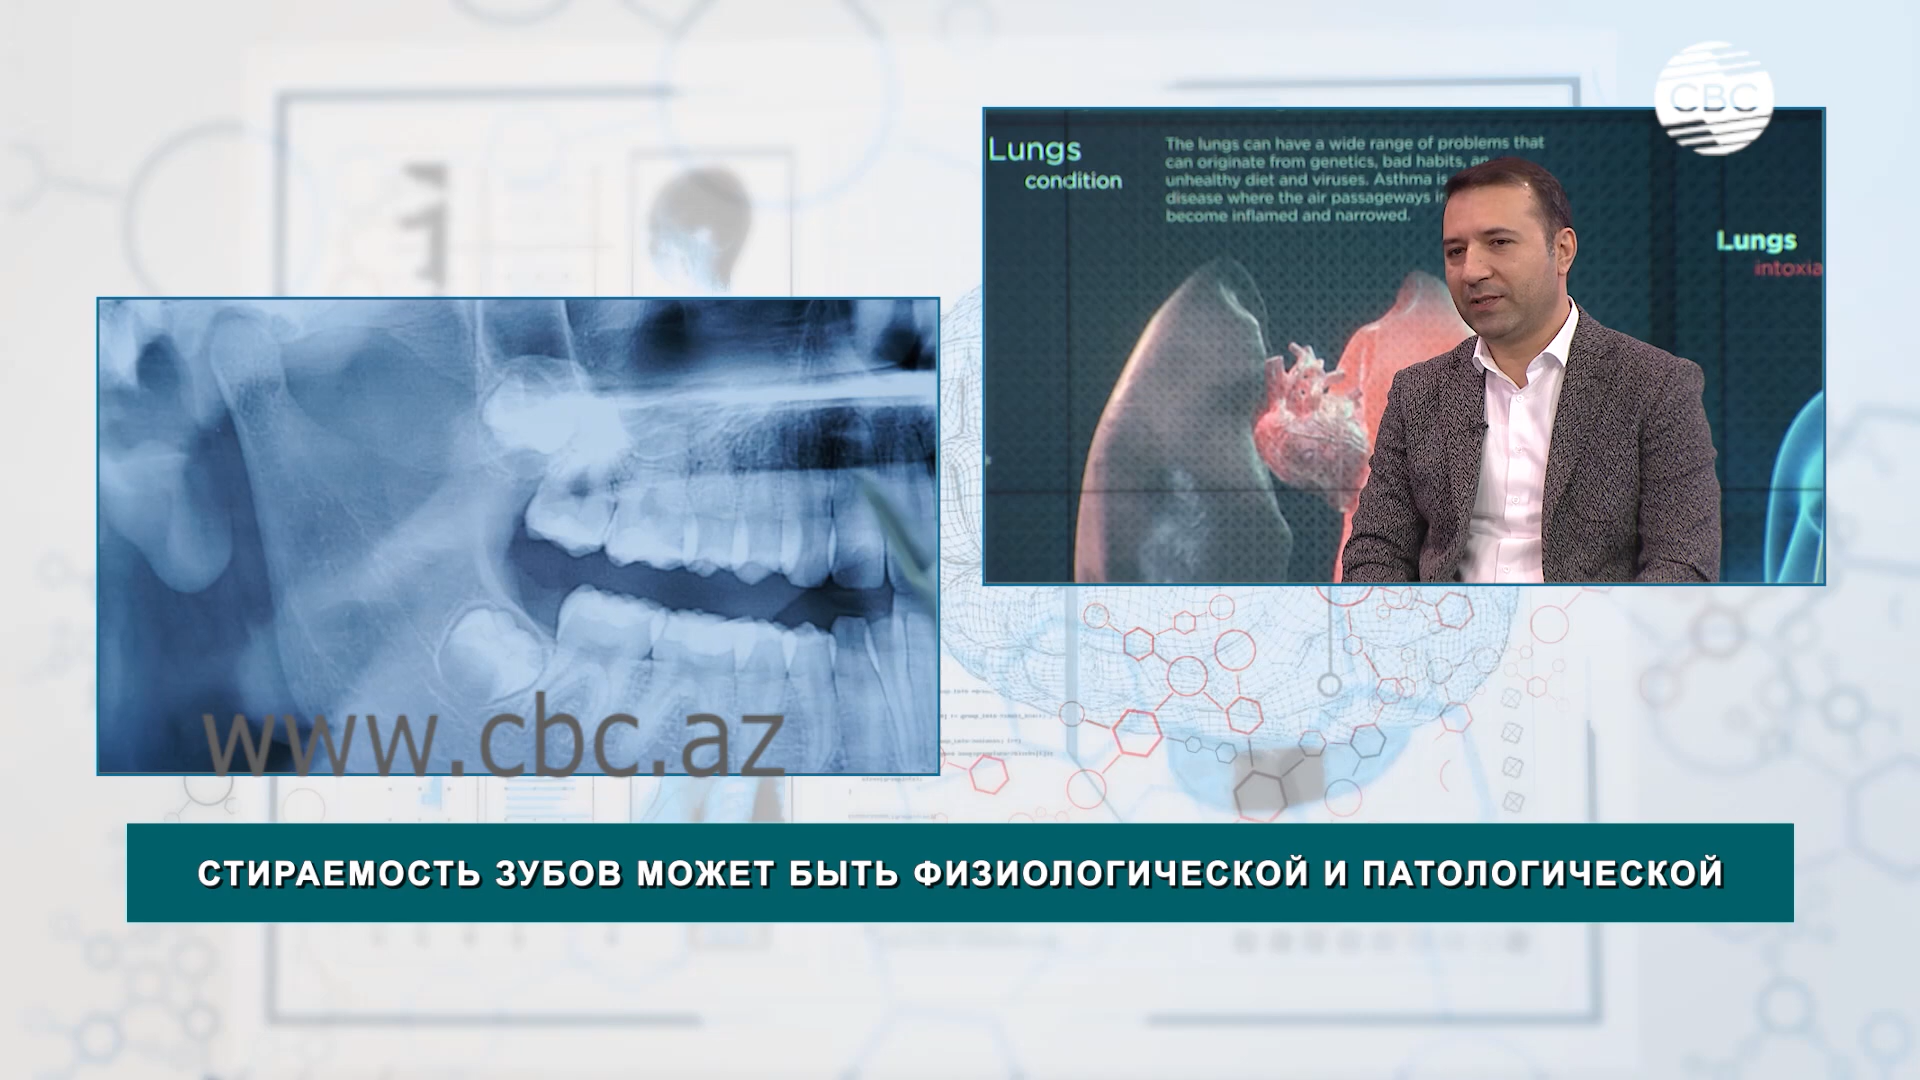 CBC
Lungs
condition
The lungs can have a wide range of problems that
can originate from genetics, bad habits, an
unhealthy diet and viruses. Asthma is
disease where the air passageways in
become inflamed and narrowed.
Lungs
intoxia
www.cbc.az
СТИРАЕМОСТЬ ЗУБОВ МОЖЕТ БЫТЬ ФИЗИОЛОГИЧЕСКОЙ И ПАТОЛОГИЧЕСКОЙ